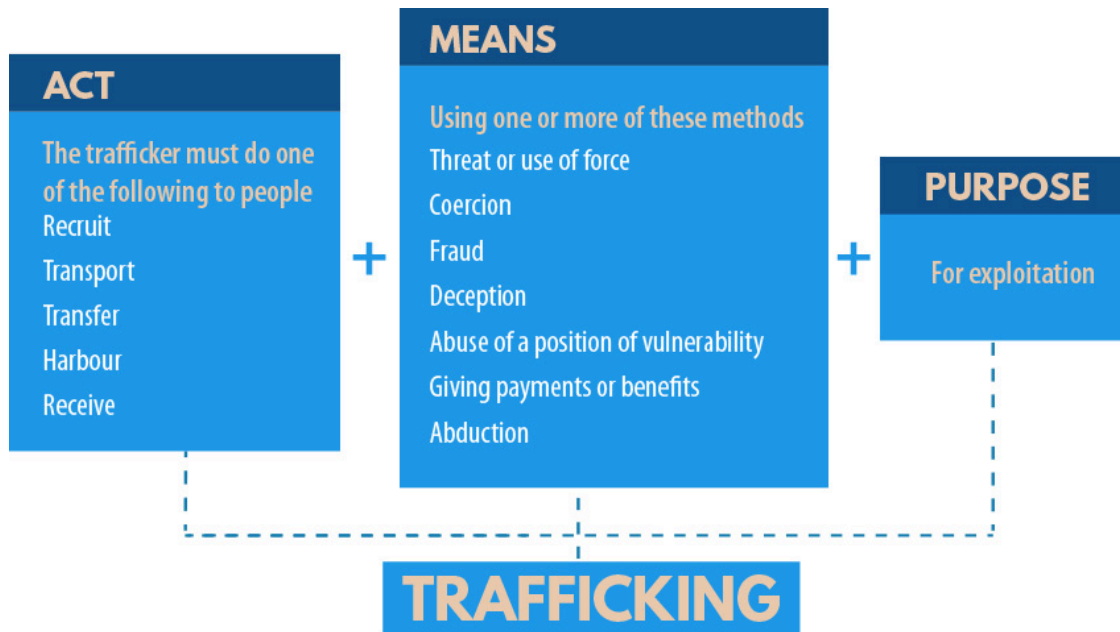 ACT
The trafficker must do one
of the following to people
Recruit
Transport
Transfer
Harbour
Receive
+
MEANS
Using one or more of these methods
Threat or use of force
Coercion
Fraud
Deception
Abuse of a position of vulnerability
Giving payments or benefits
Abduction
+
PURPOSE
For exploitation
TRAFFICKING